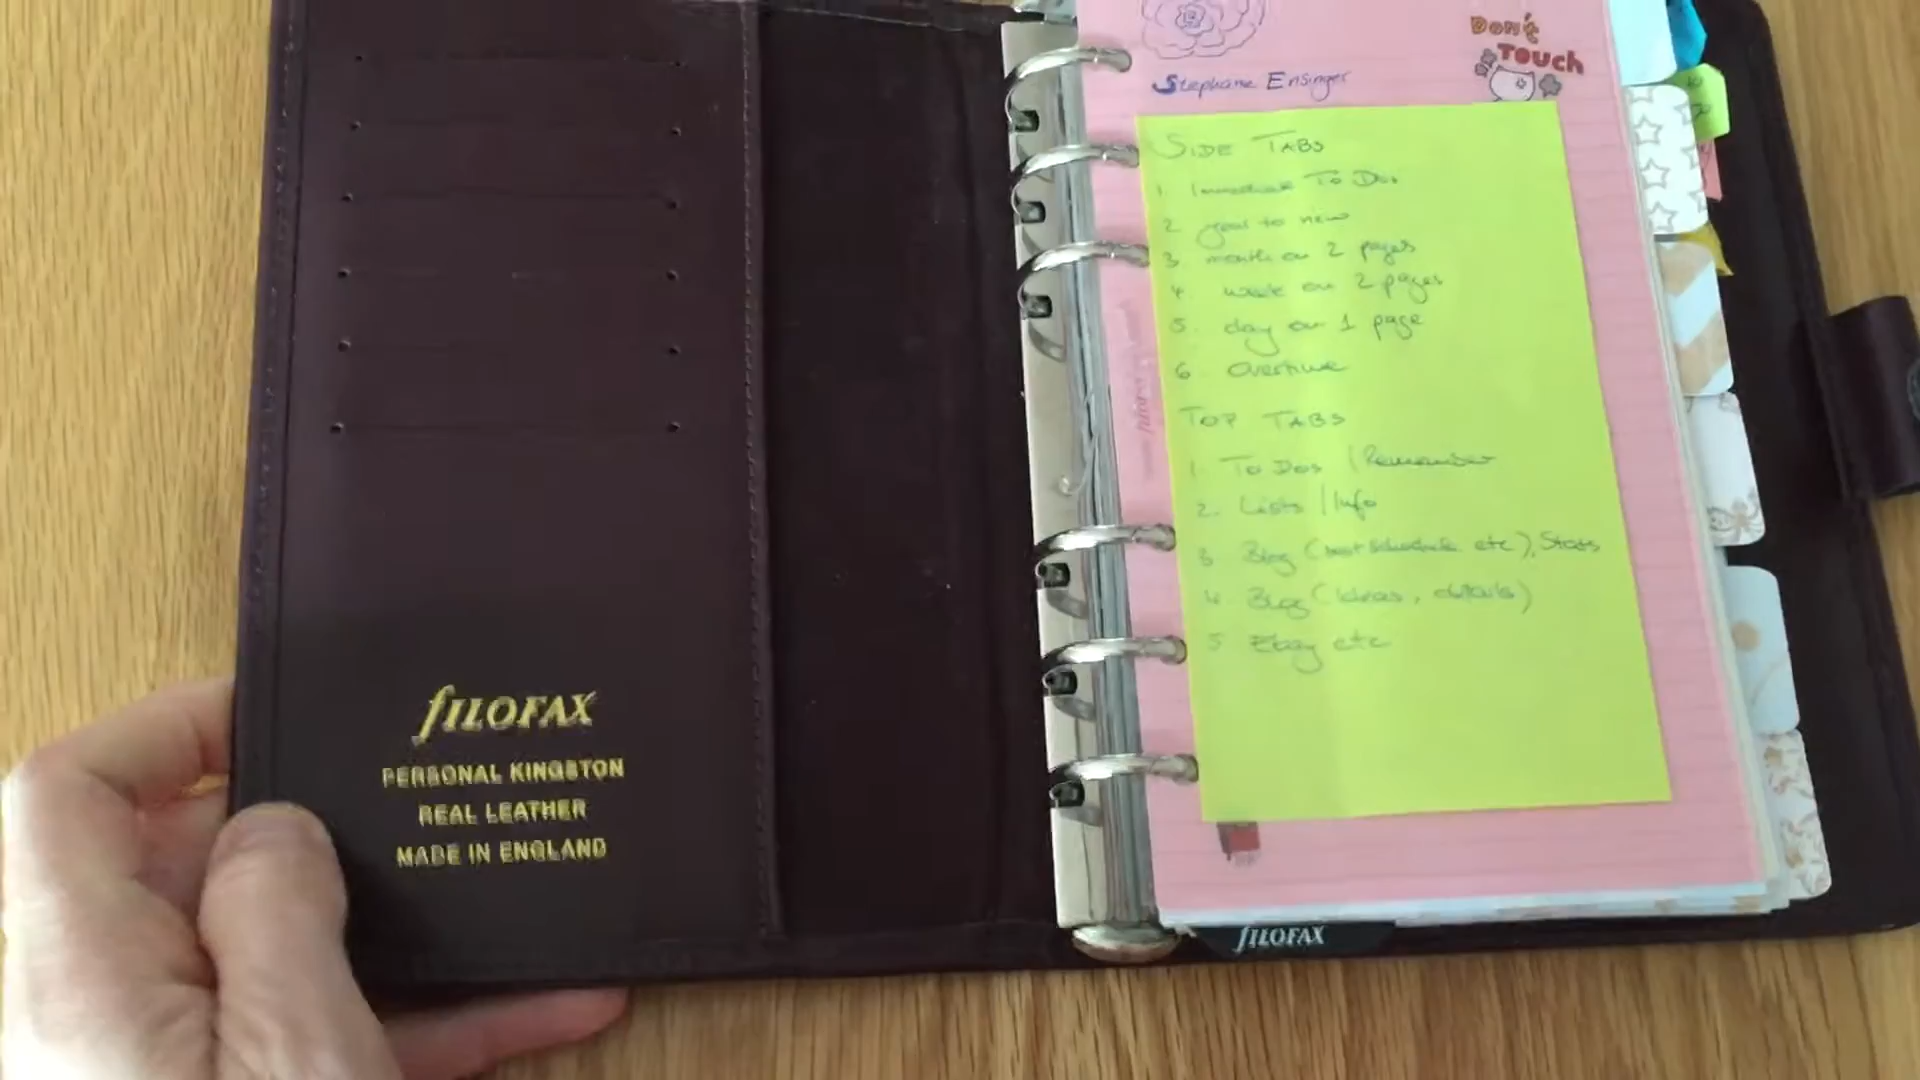 fILOFAX
PERSONAL KINGSTON
REAL LEATHER
MADE IN ENGLAND
Don't
Touch
Stephanie Ensinger
SIDE TABS
1. Immediate To Dos
2 year to view
3. month on 2 pages
4. week on 2 pages
5. day on 1 page
6. Overtime
TOP TABS
1. To Dos / Remember
2. Lists / Info
3 Blog (post schedule etc), Stats
4 Blog (ideas, details)
5 Ebay etc
fILOFAX